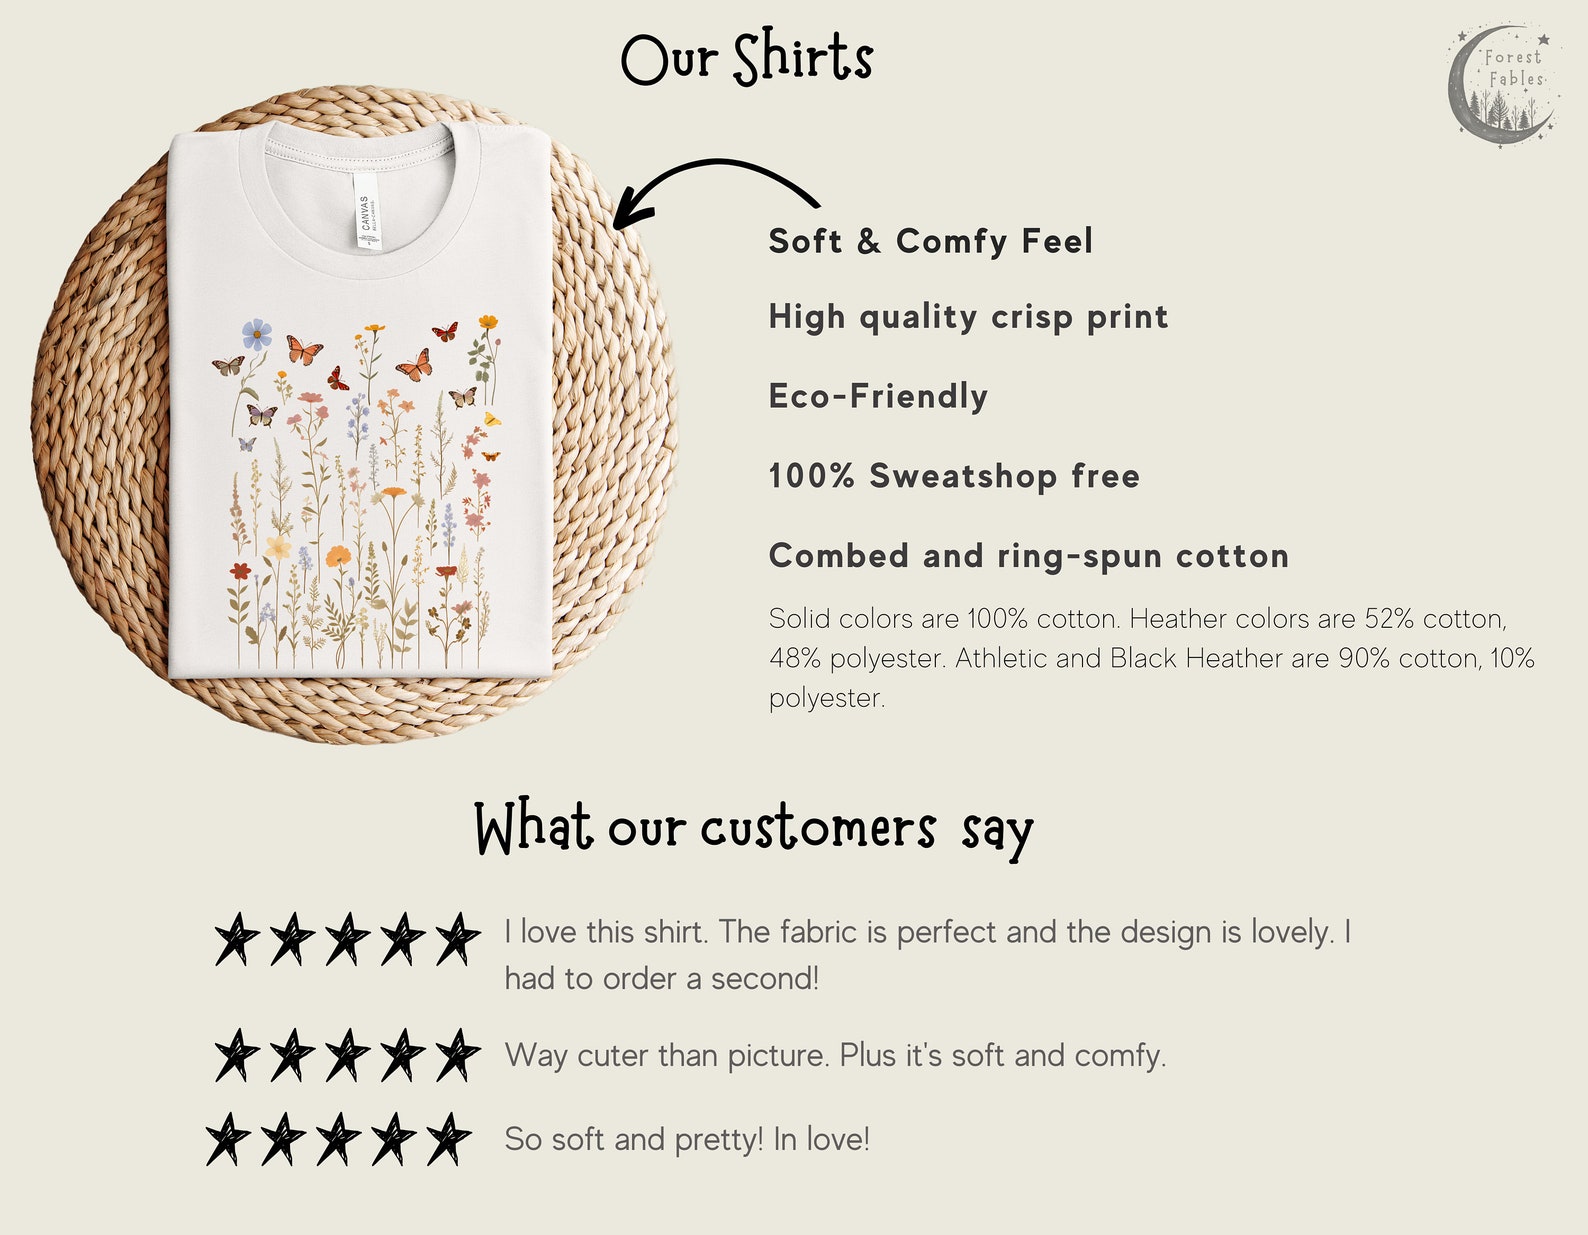 Our Shirts
Forest
Fables
CANVAS
Soft & Comfy Feel
High quality crisp print
Eco-Friendly
100% Sweatshop free
Combed and ring-spun cotton
Solid colors are 100% cotton. Heather colors are 52% cotton,
48% polyester. Athletic and Black Heather are 90% cotton, 10%
polyester.
What our customers say
I love this shirt. The fabric is perfect and the design is lovely. I
had to order a second!
Way cuter than picture. Plus it's soft and comfy.
So soft and pretty! In love!